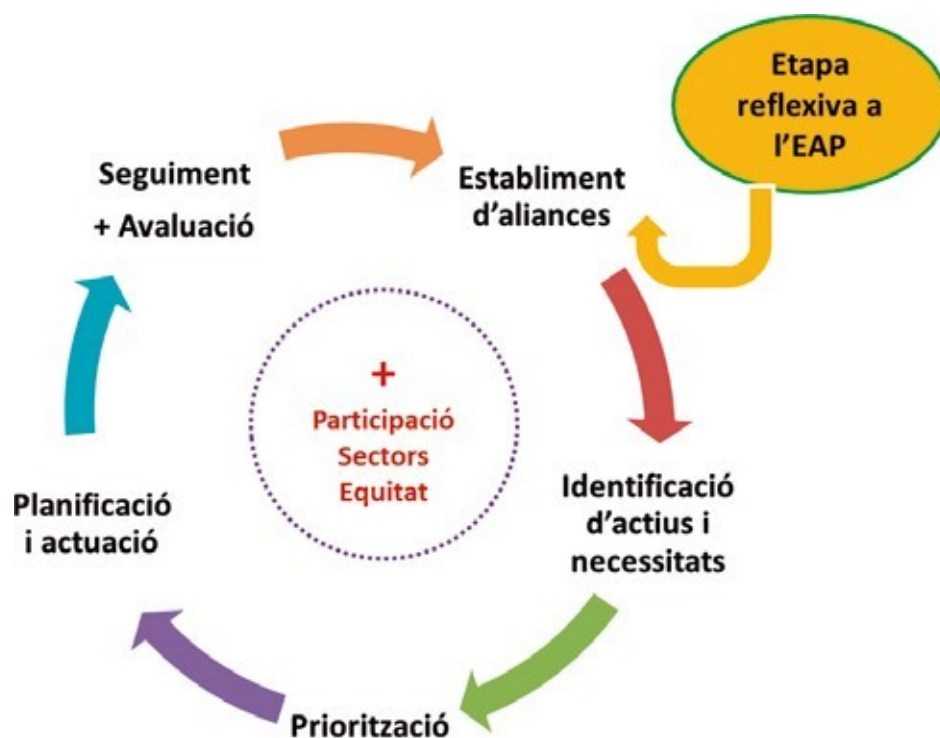 Etapa
reflexiva a
l'EAP
Establiment
d'aliances
Identificació
d'actius i
necessitats
Priorització
Planificació
i actuació
Seguiment
+ Avaluació
+
Participació
Sectors
Equitat